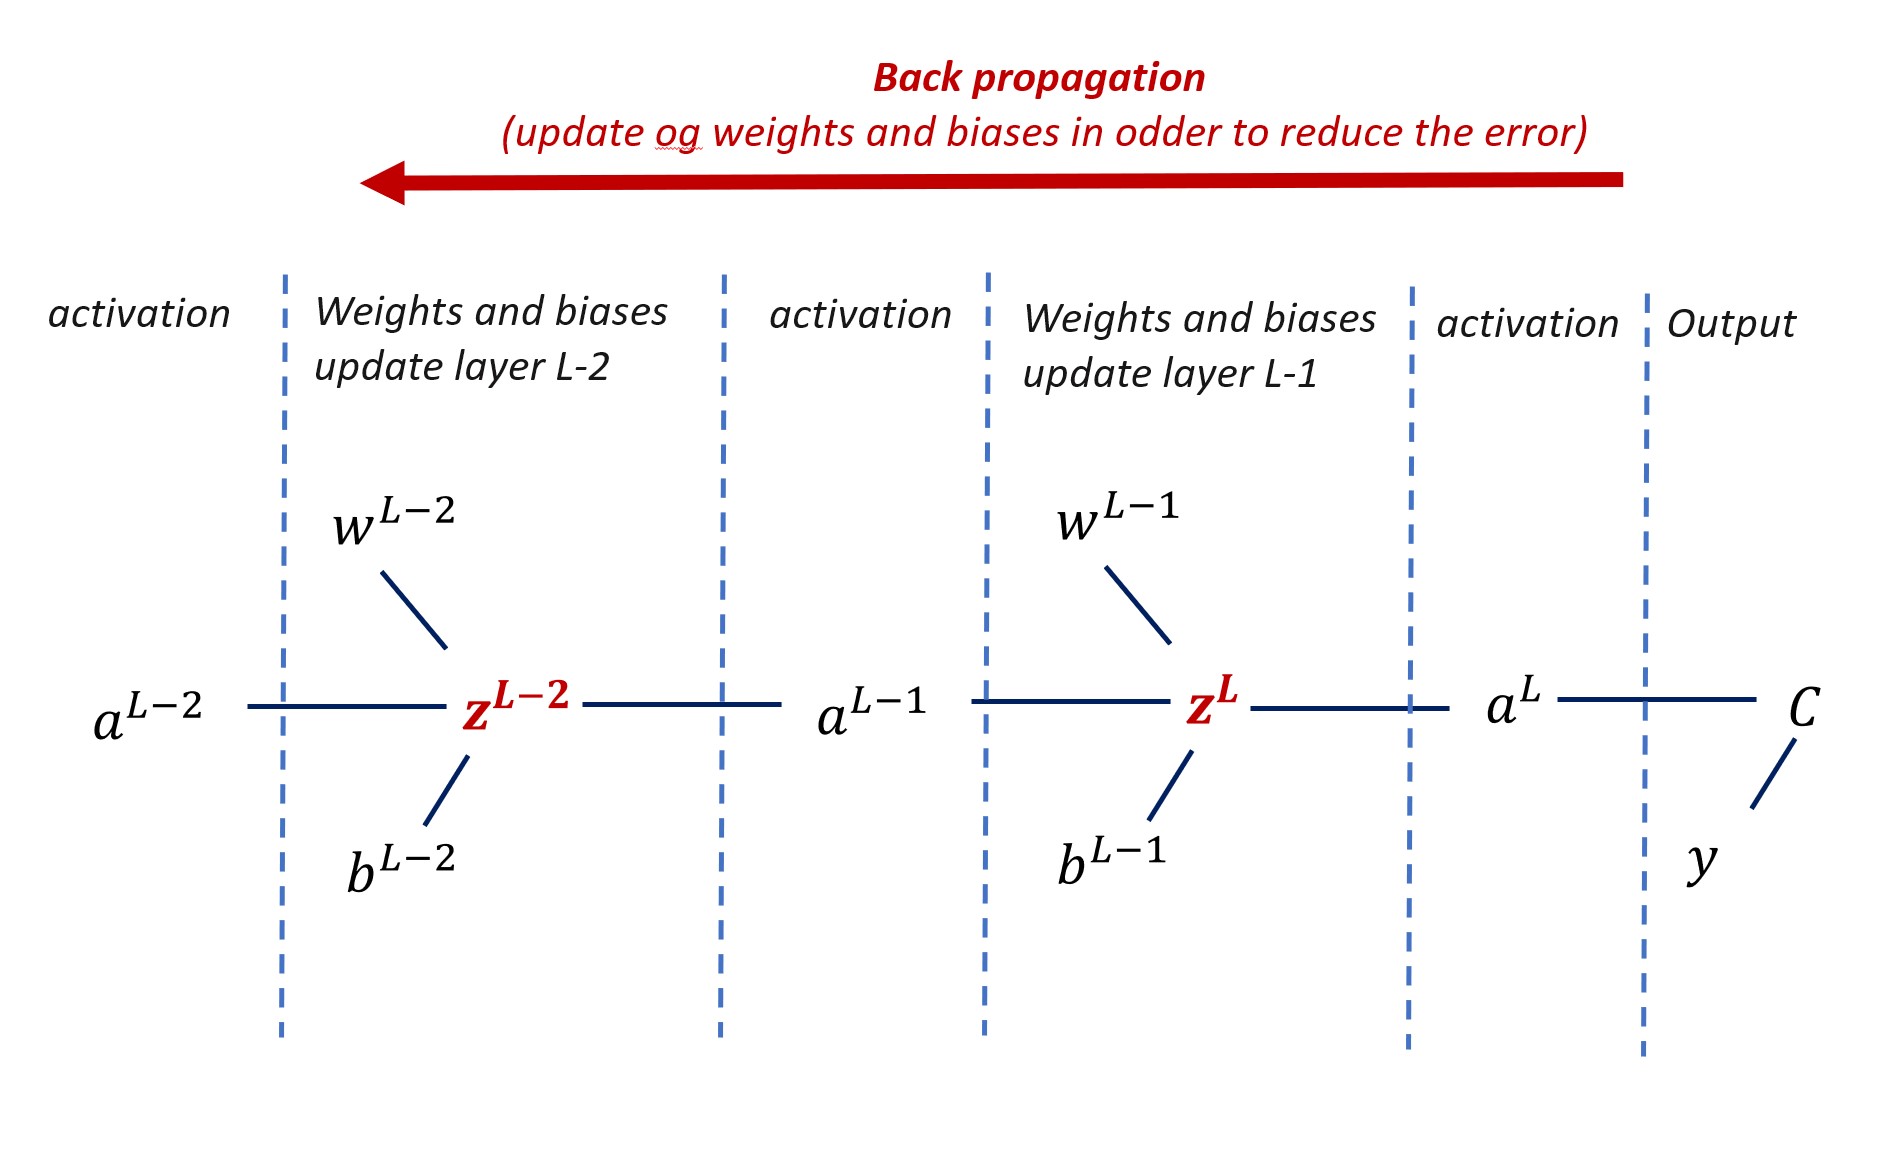 Back propagation
(update og weights and biases in odder to reduce the error)
activation
Weights and biases
update layer L-2
activation
Weights and biases
update layer L-1
activation
Output
w^{L-2}
w^{L-1}
a^{L-2}
z^{L-2}
a^{L-1}
z^{L}
a^{L}
C
b^{L-2}
b^{L-1}
y